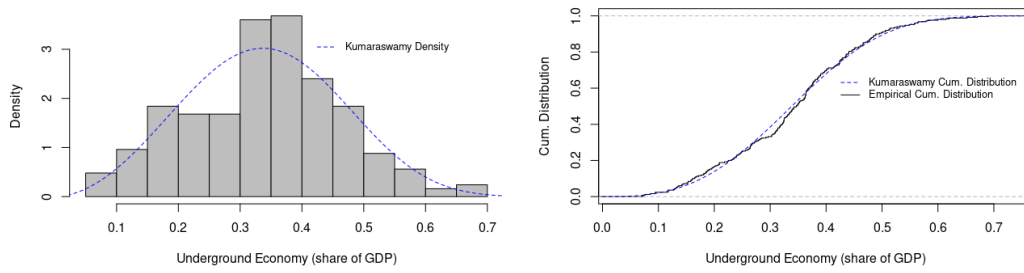 Density
3
2
1
0
Kumaraswamy Density
0.1 0.2 0.3 0.4 0.5 0.6 0.7
Underground Economy (share of GDP)
Cum. Distribution
1.0
0.8
0.6
0.4
0.2
0.0
Kumaraswamy Cum. Distribution
Empirical Cum. Distribution
0.0 0.1 0.2 0.3 0.4 0.5 0.6 0.7
Underground Economy (share of GDP)